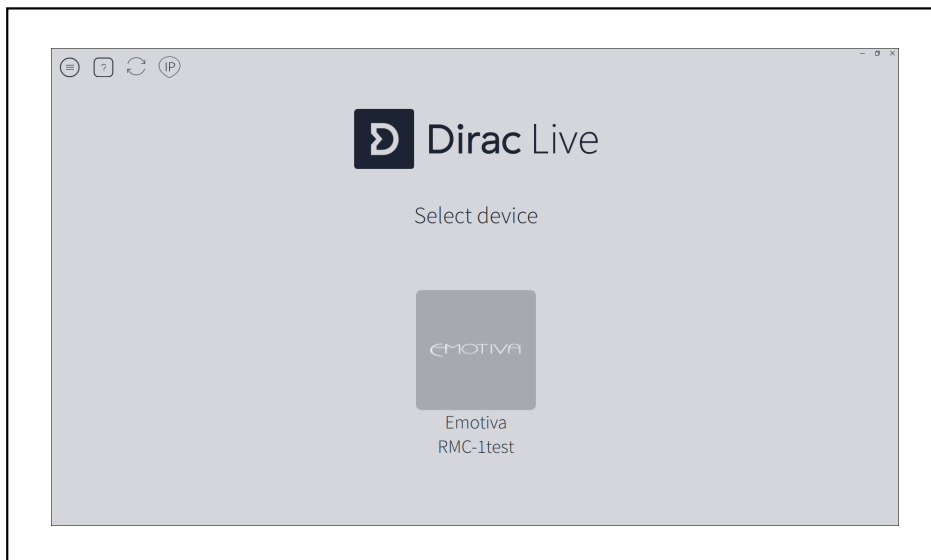 ?
IP
Dirac Live
Select device
EMOTIVA
Emotiva
RMC-1test